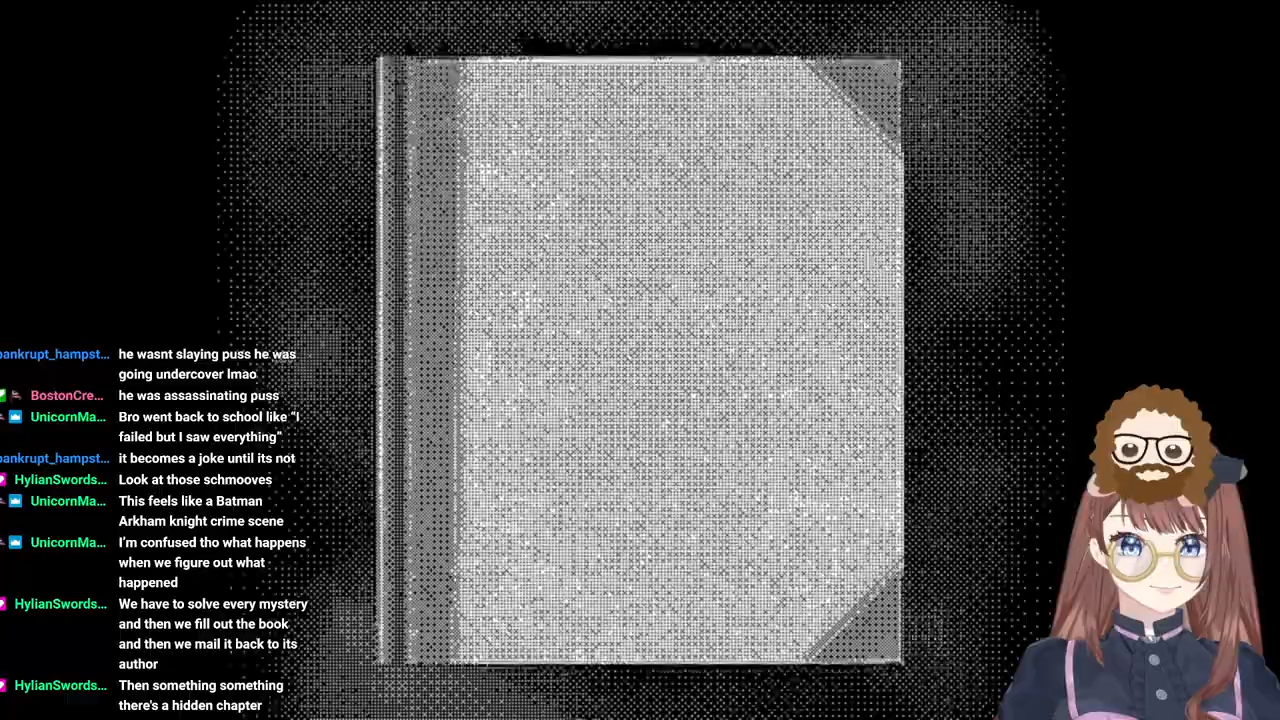 bankrupt_hampst... he wasnt slaying puss he was
going undercover lmao
BostonCre... he was assassinating puss
UnicornMa... Bro went back to school like “I
failed but I saw everything”
bankrupt_hampst... it becomes a joke until its not
HylianSwords... Look at those schmooves
UnicornMa... This feels like a Batman
Arkham knight crime scene
UnicornMa... I’m confused tho what happens
when we figure out what
happened
HylianSwords... We have to solve every mystery
and then we fill out the book
and then we mail it back to its
author
HylianSwords... Then something something
there's a hidden chapter